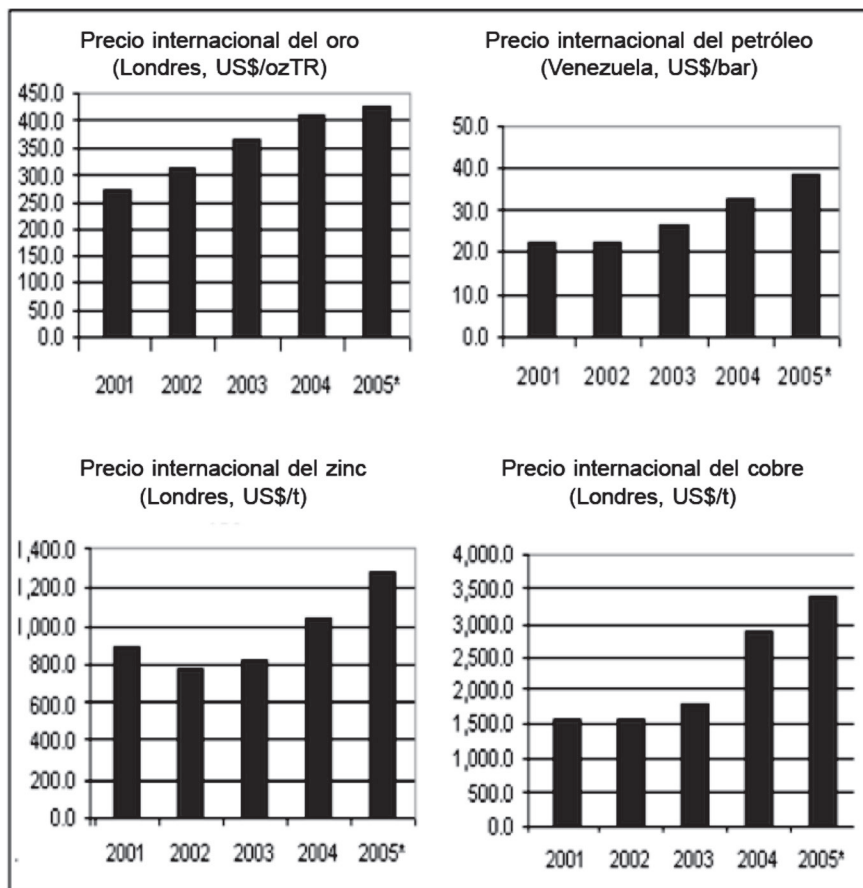 Precio internacional del oro
(Londres, US$/ozTR)
450.0
400.0
350.0
300.0
250.0
200.0
150.0
100.0
50.0
0.0
2001 2002 2003 2004 2005*
Precio internacional del petróleo
(Venezuela, US$/bar)
50.0
40.0
30.0
20.0
10.0
0.0
2001 2002 2003 2004 2005*
Precio internacional del zinc
(Londres, US$/t)
1,400.0
1,200.0
1,000.0
800.0
600.0
400.0
200.0
0.0
2001 2002 2003 2004 2005*
Precio internacional del cobre
(Londres, US$/t)
4,000.0
3,500.0
3,000.0
2,500.0
2,000.0
1,500.0
1,000.0
500.0
0.0
2001 2002 2003 2004 2005*